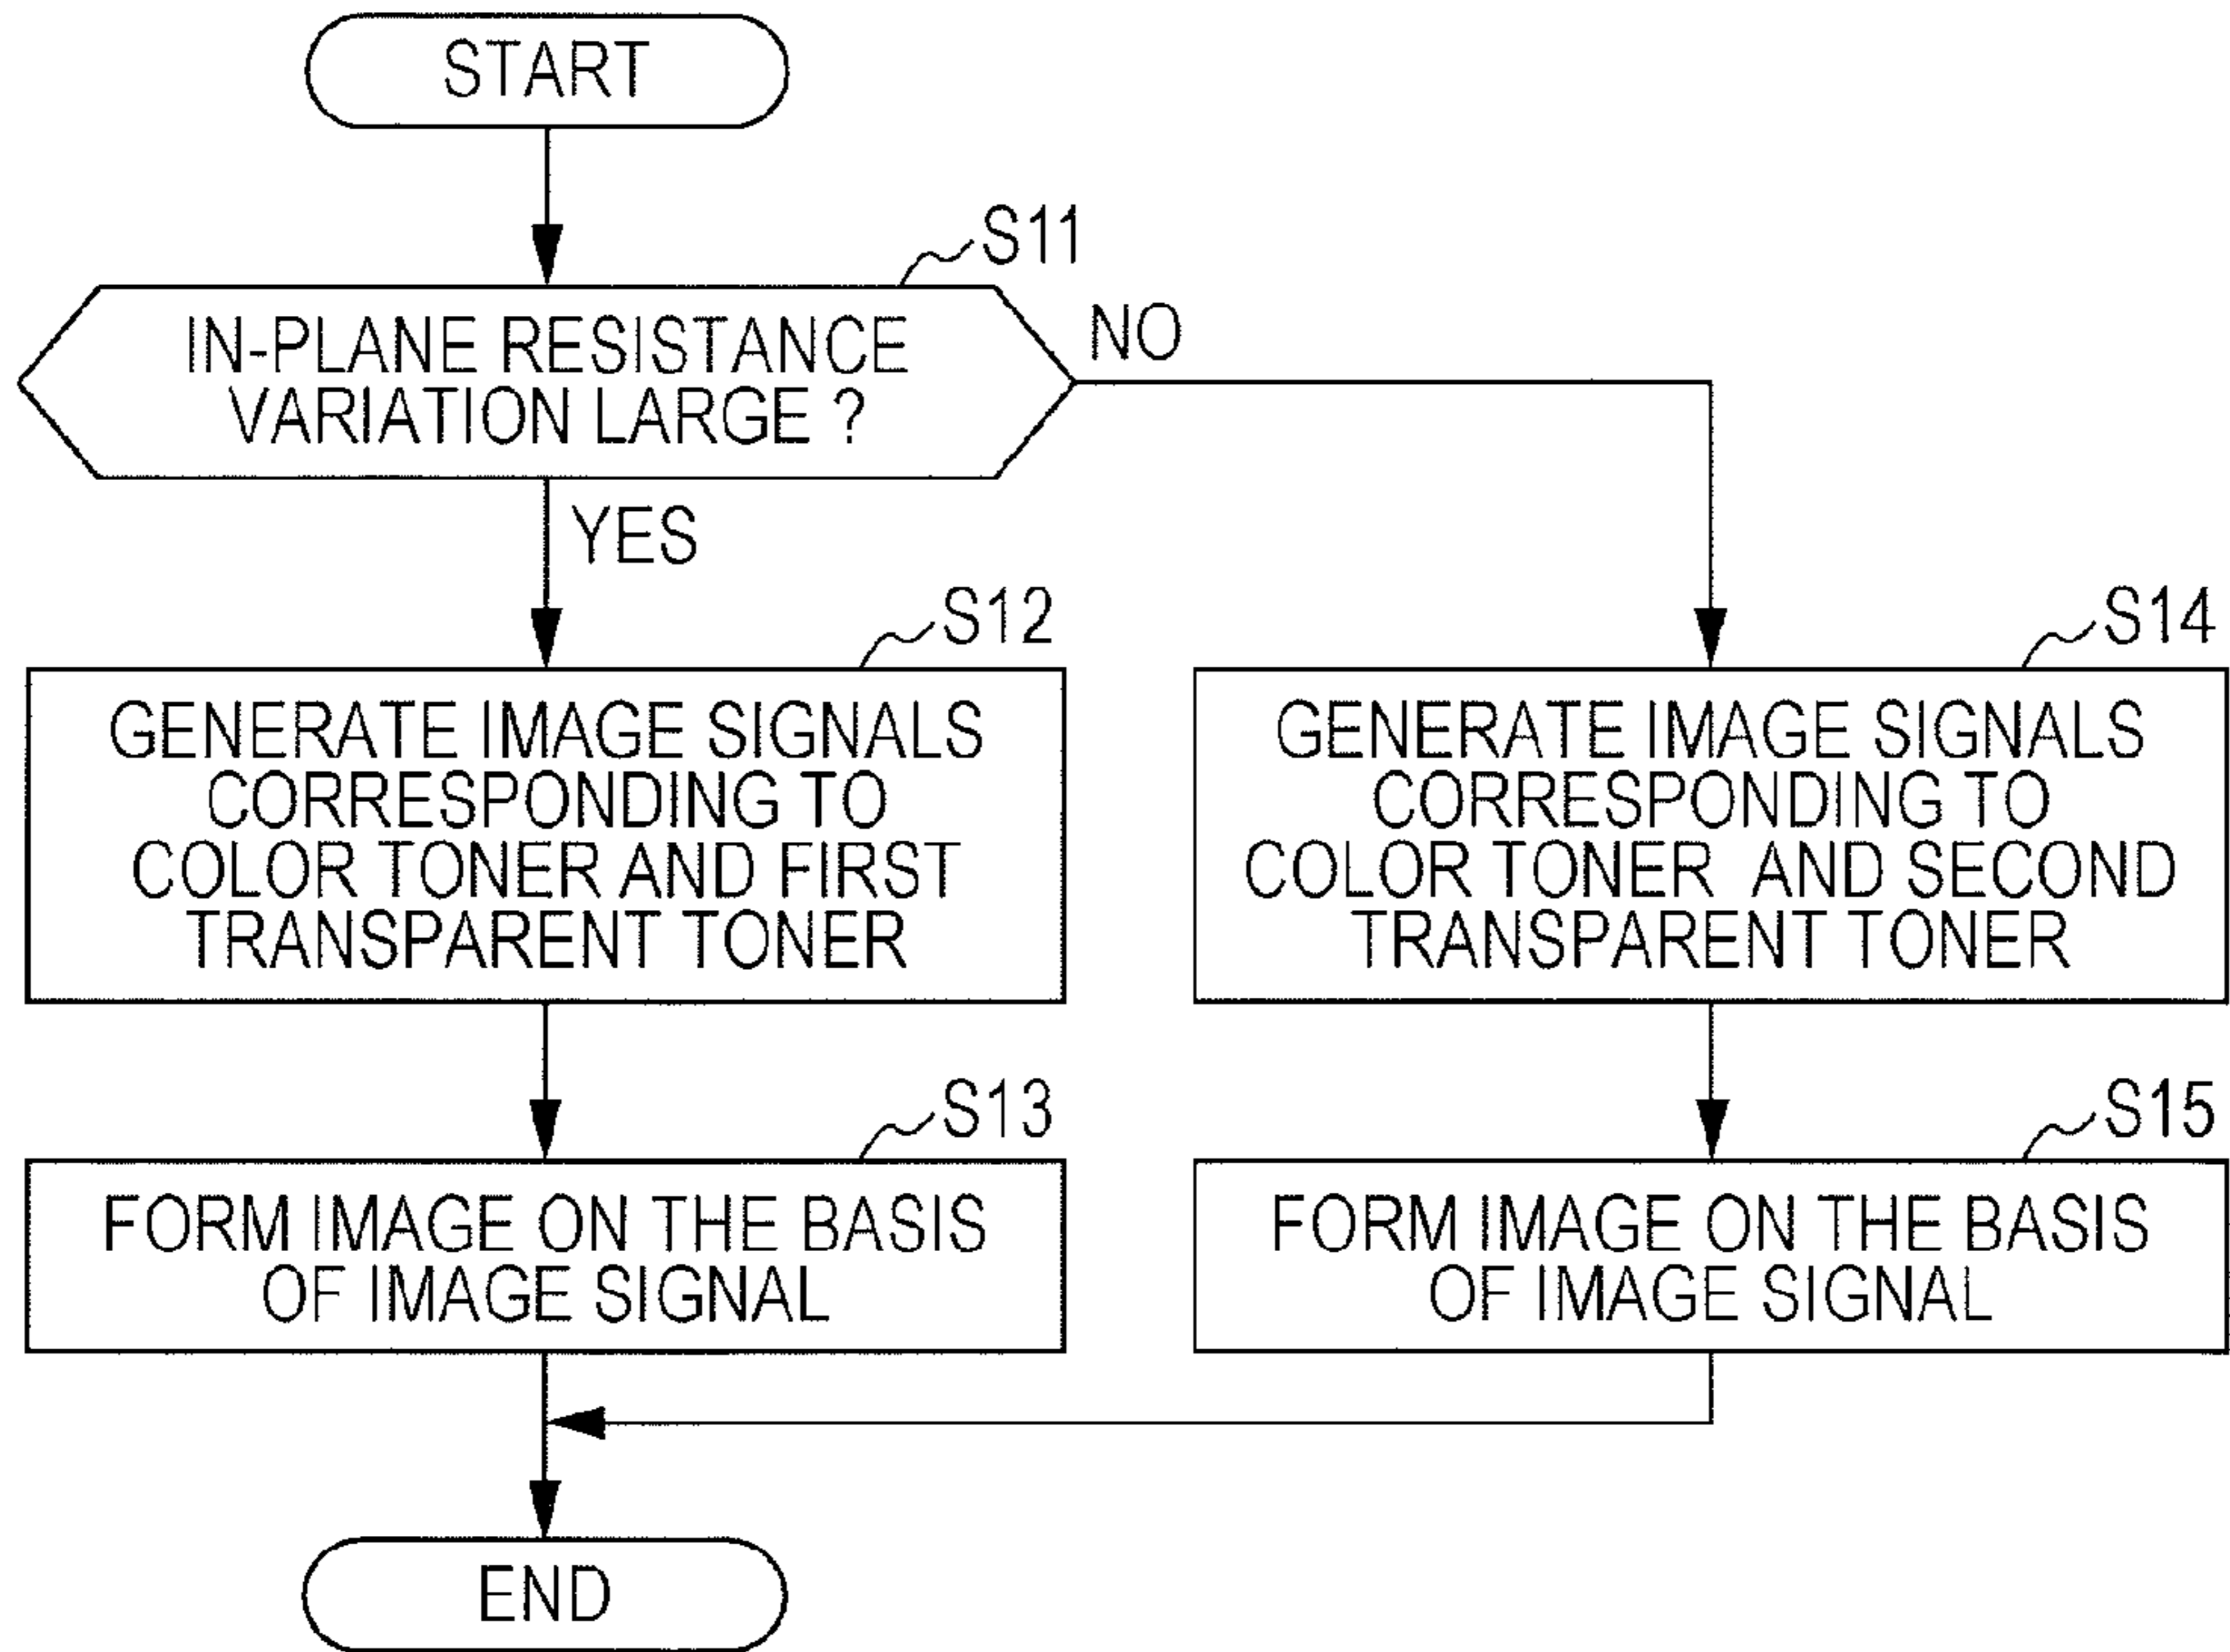 START
S11
IN-PLANE RESISTANCE
VARIATION LARGE ?
NO
YES
S12
GENERATE IMAGE SIGNALS
CORRESPONDING TO
COLOR TONER AND FIRST
TRANSPARENT TONER
S14
GENERATE IMAGE SIGNALS
CORRESPONDING TO
COLOR TONER AND SECOND
TRANSPARENT TONER
S13
FORM IMAGE ON THE BASIS
OF IMAGE SIGNAL
S15
FORM IMAGE ON THE BASIS
OF IMAGE SIGNAL
END